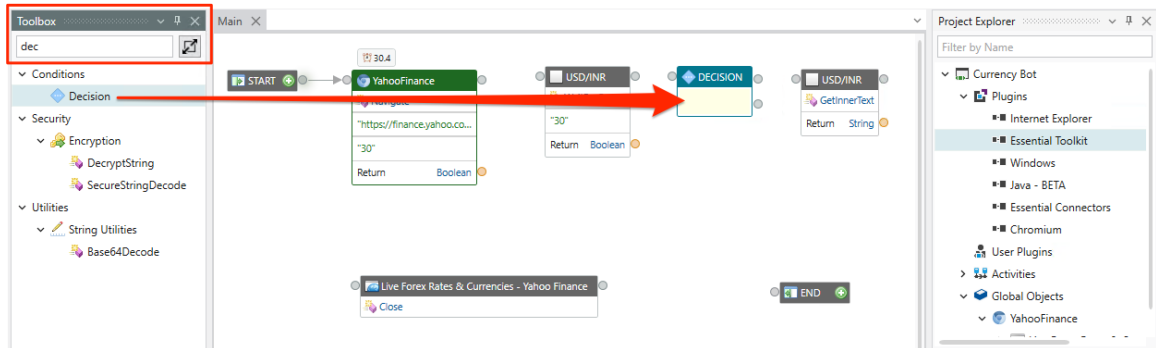 Toolbox
dec
Conditions
Decision
Security
Encryption
DecryptString
SecureStringDecode
Utilities
String Utilities
Base64Decode
Main
START
30.4
YahooFinance
"https://finance.yahoo.co...
"30"
Return Boolean
USD/INR
"30"
Return Boolean
DECISION
USD/INR
GetInnerText
Return String
Live Forex Rates & Currencies - Yahoo Finance
Close
END
Project Explorer
Filter by Name
Currency Bot
Plugins
Internet Explorer
Essential Toolkit
Windows
Java - BETA
Essential Connectors
Chromium
User Plugins
Activities
Global Objects
YahooFinance